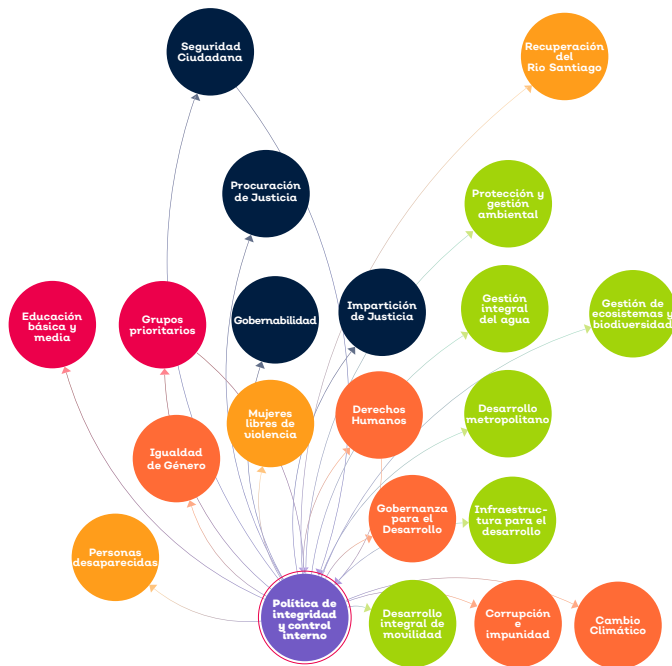 Seguridad
Ciudadana
Recuperación
del
Rio Santiago
Procuración
de Justicia
Protección y
gestión
ambiental
Educación
básica y
media
Grupos
prioritarios
Gobernabilidad
Impartición
de Justicia
Gestión
integral
del agua
Gestión de
ecosistemas y
biodiversidad
Igualdad
de Género
Mujeres
libres de
violencia
Derechos
Humanos
Desarrollo
metropolitano
Gobernanza
para el
Desarrollo
Infraestruc-
tura para el
desarrollo
Personas
desaparecidas
Política de
integridad
y control
interno
Desarrollo
integral de
movilidad
Corrupción
e
impunidad
Cambio
Climático